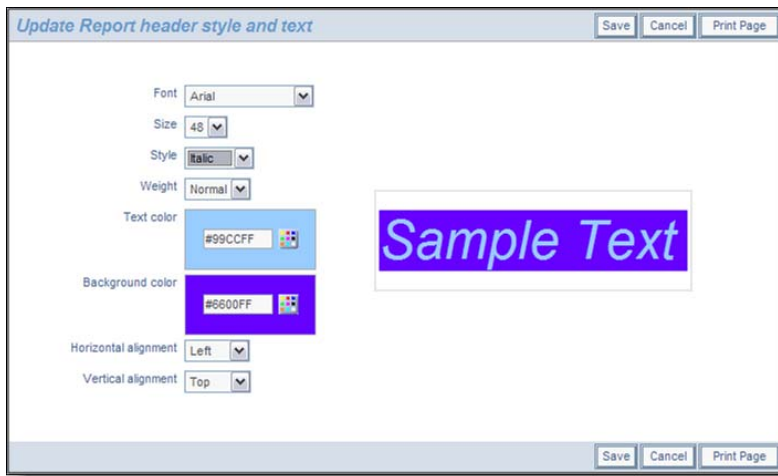 Update Report header style and text
Save Cancel Print Page
Font Arial
Size 48
Style Italic
Weight Normal
Text color
#99CCFF
Sample Text
Background color
#6600FF
Horizontal alignment Left
Vertical alignment Top
Save Cancel Print Page